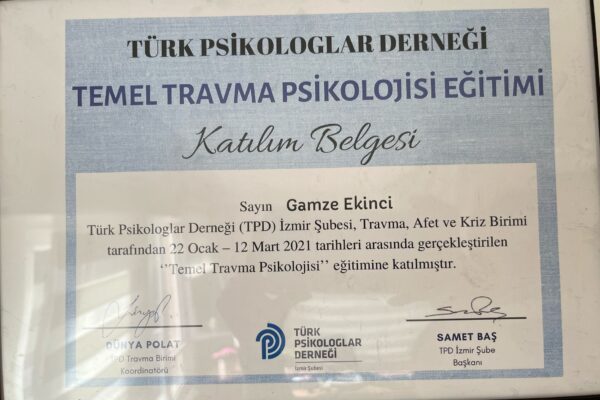 TÜRK PSİKOLOGLAR DERNEĞİ
TEMEL TRAVMA PSİKOLOJİSİ EĞİTİMİ
Katılım Belgesi
Sayın Gamze Ekinci
Türk Psikologlar Derneği (TPD) İzmir Şubesi, Travma, Afet ve Kriz Birimi
tarafından 22 Ocak – 12 Mart 2021 tarihleri arasında gerçekleştirilen
‘’Temel Travma Psikolojisi’’ eğitimine katılmıştır.
DÜNYA POLAT
TPD Travma Birimi
Koordinatörü
TÜRK
PSİKOLOGLAR
DERNEĞİ
İzmir Şubesi
SAMET BAŞ
TPD İzmir Şube
Başkanı